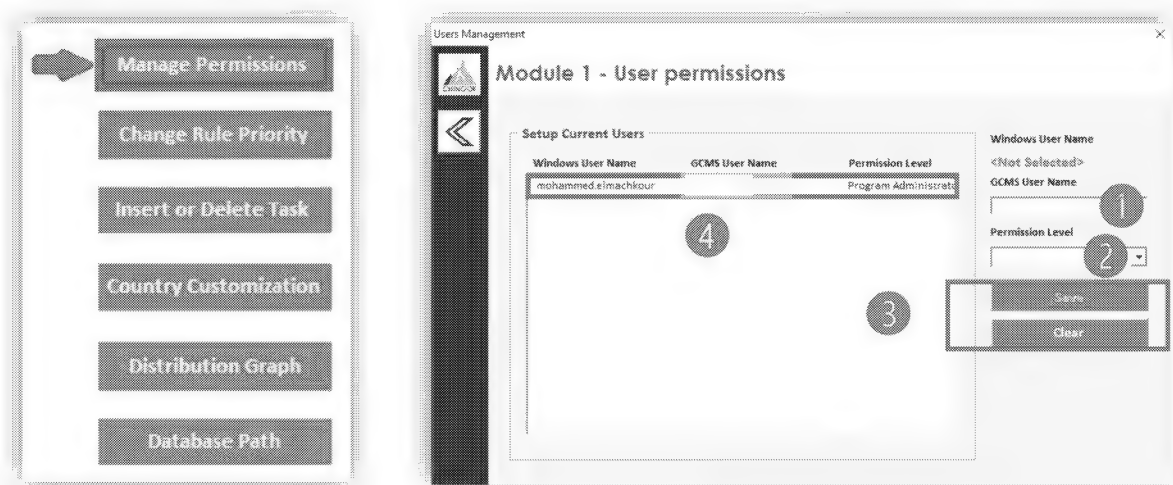 Manage Permissions
Change Rule Priority
Insert or Delete Task
Country Customization
Distribution Graph
Database Path
Users Management
CHINOOK
Module 1 - User permissions
Setup Current Users
Windows User Name GCMS User Name Permission Level
mohammed.elmachkour Program Administrato
4
3
Windows User Name
<Not Selected>
GCMS User Name
1
Permission Level
2
Save
Clear